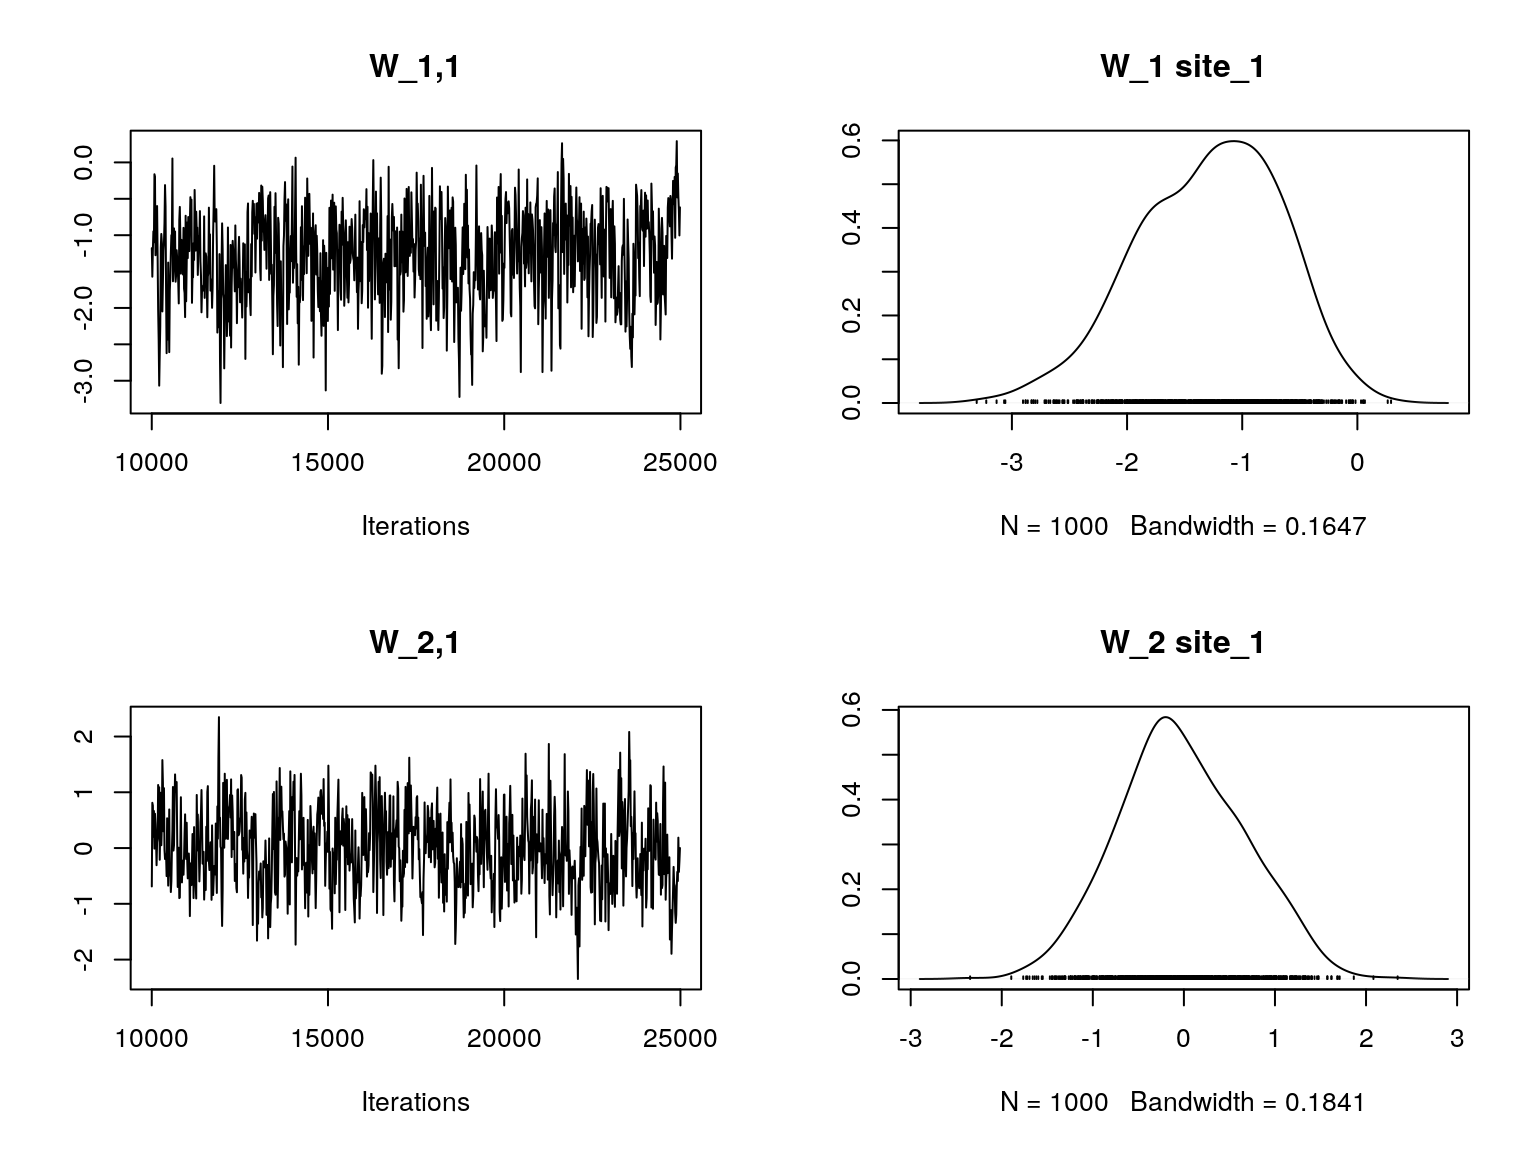 W_1,1
0.0
-1.0
-2.0
-3.0
10000 15000 20000 25000
Iterations
W_1 site_1
0.6
0.4
0.2
0.0
-3 -2 -1 0
N = 1000 Bandwidth = 0.1647
W_2,1
2
1
0
-1
-2
10000 15000 20000 25000
Iterations
W_2 site_1
0.6
0.4
0.2
0.0
-3 -2 -1 0 1 2 3
N = 1000 Bandwidth = 0.1841